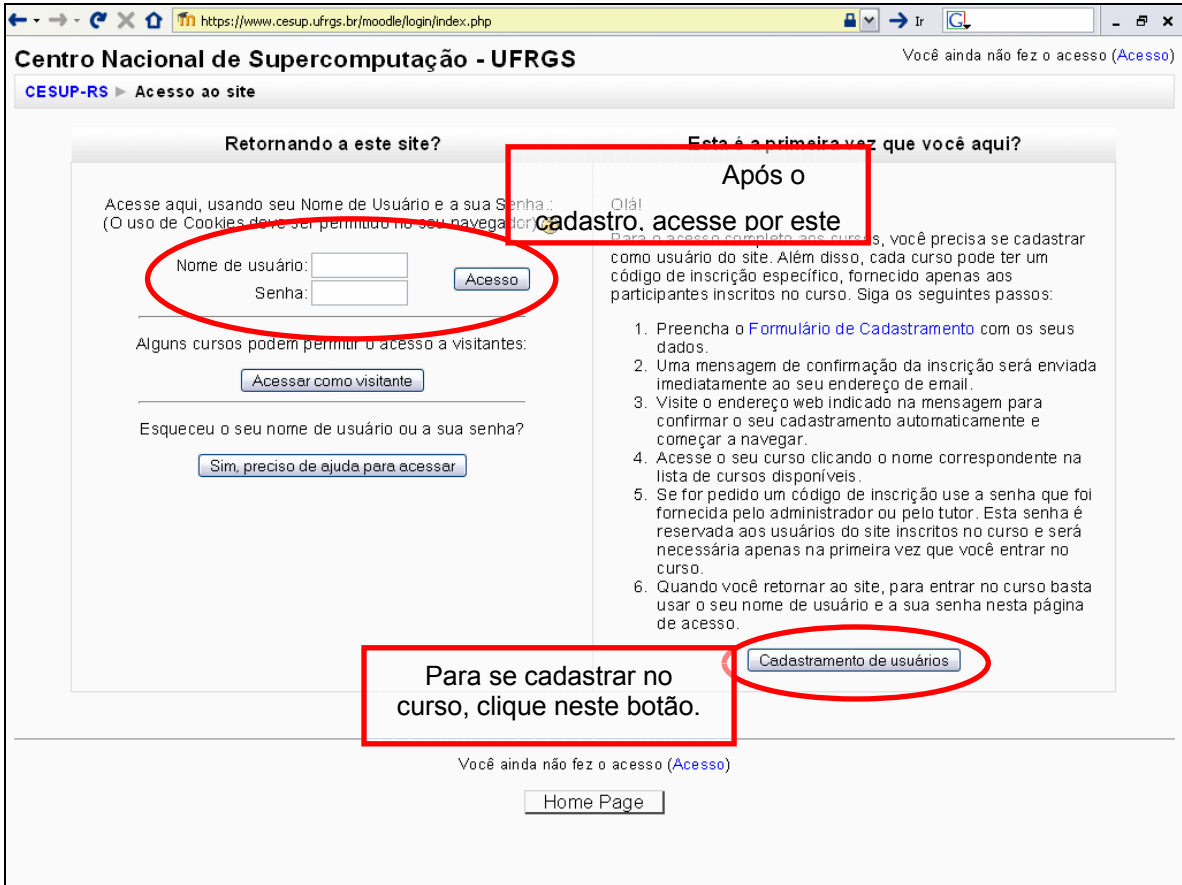 https://www.cesup.ufrgs.br/moodle/login/index.php
Ir
Centro Nacional de Supercomputação - UFRGS
Você ainda não fez o acesso (Acesso)
CESUP-RS ► Acesso ao site
Retornando a este site?
Acesse aqui, usando seu Nome de Usuário e a sua Senha.:
(O uso de Cookies deve ser permitido no seu navegador)
Nome de usuário:
Senha:
Acesso
Alguns cursos podem permitir o acesso a visitantes:
Acessar como visitante
Esqueceu o seu nome de usuário ou a sua senha?
Sim, preciso de ajuda para acessar
Esta é a primeira vez que você aqui?
Após o
cadastro, acesse por este
Olá!
Para o acesso completo aos cursos, você precisa se cadastrar
como usuário do site. Além disso, cada curso pode ter um
código de inscrição específico, fornecido apenas aos
participantes inscritos no curso. Siga os seguintes passos:
1. Preencha o Formulário de Cadastramento com os seus
dados.
2. Uma mensagem de confirmação da inscrição será enviada
imediatamente ao seu endereço de email.
3. Visite o endereço web indicado na mensagem para
confirmar o seu cadastramento automaticamente e
começar a navegar.
4. Acesse o seu curso clicando o nome correspondente na
lista de cursos disponíveis.
5. Se for pedido um código de inscrição use a senha que foi
fornecida pelo administrador ou pelo tutor. Esta senha é
reservada aos usuários do site inscritos no curso e será
necessária apenas na primeira vez que você entrar no
curso.
6. Quando você retornar ao site, para entrar no curso basta
usar o seu nome de usuário e a sua senha nesta página
de acesso.
Cadastramento de usuários
Para se cadastrar no
curso, clique neste botão.
Você ainda não fez o acesso (Acesso)
Home Page